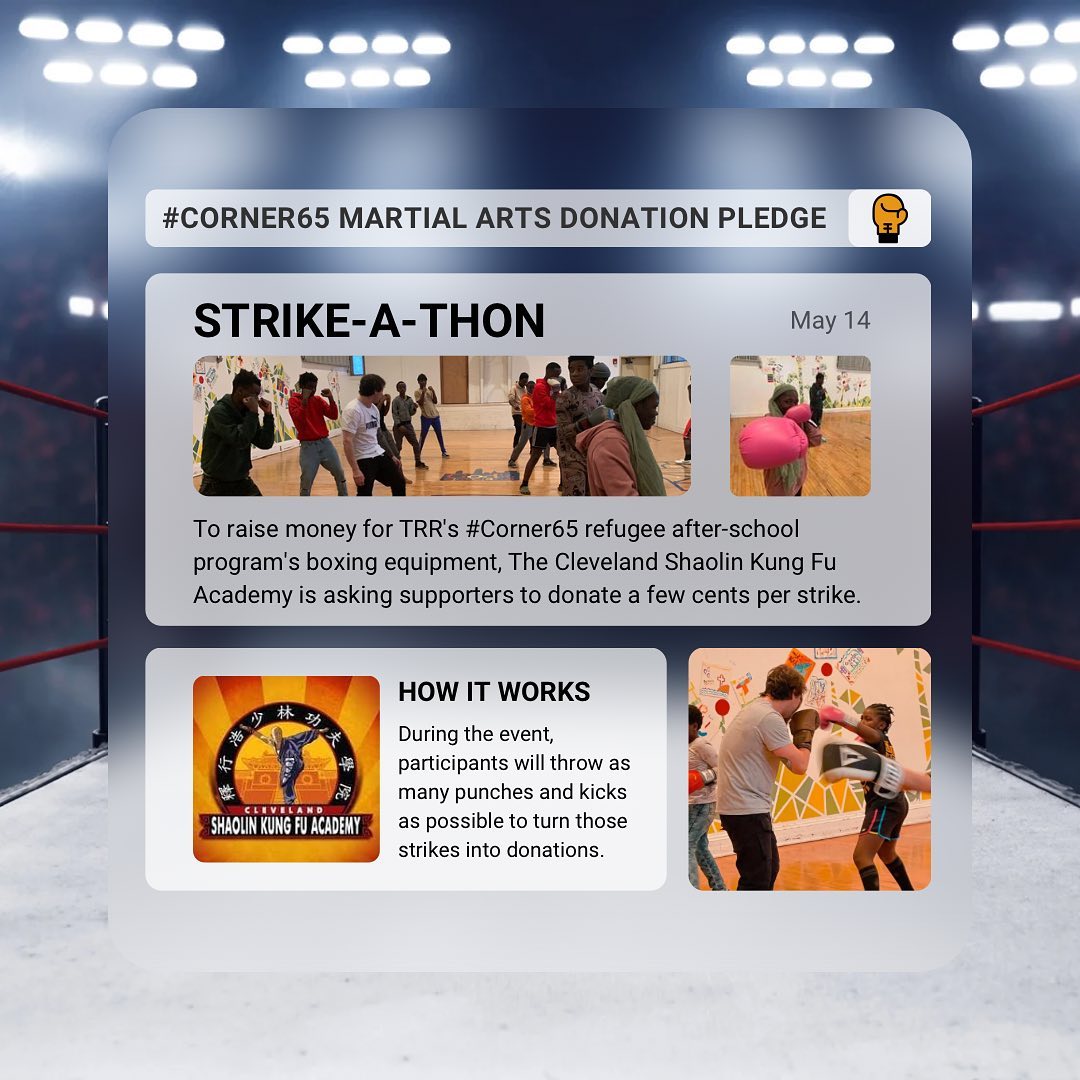 #CORNER65 MARTIAL ARTS DONATION PLEDGE
STRIKE-A-THON
May 14
To raise money for TRR's #Corner65 refugee after-school
program's boxing equipment, The Cleveland Shaolin Kung Fu
Academy is asking supporters to donate a few cents per strike.
HOW IT WORKS
During the event,
participants will throw as
many punches and kicks
as possible to turn those
strikes into donations.
釋行浩少林功夫學院
CLEVELAND
SHAOLIN KUNG FU ACADEMY